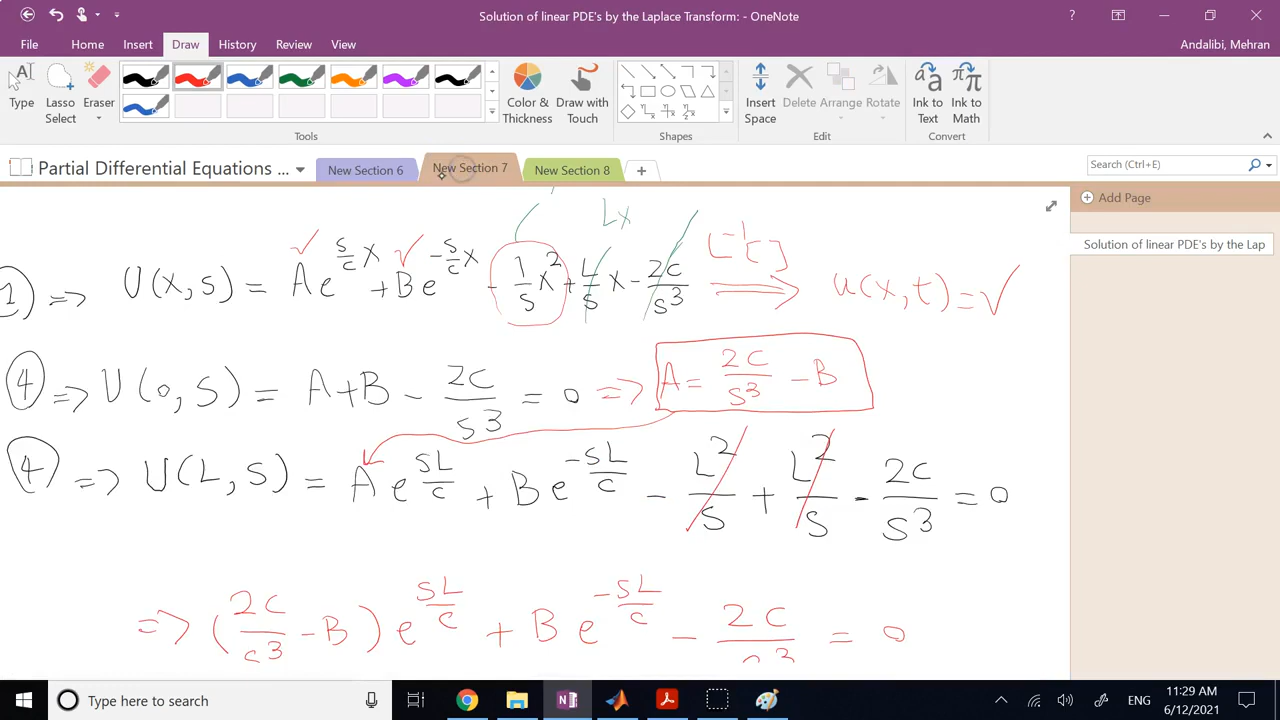 Solution of linear PDE's by the Laplace Transform: - OneNote
Andalibi, Mehran
File Home Insert Draw History Review View
Type
Lasso Select
Eraser
Color & Thickness
Draw with Touch
Insert Space
Delete
Arrange
Rotate
Ink to Text
Ink to Math
Tools
Shapes
Edit
Convert
Partial Differential Equations ...
New Section 6
New Section 7
New Section 8
Search (Ctrl+E)
Add Page
Solution of linear PDE's by the Lap
Lx
1) => U(x,s) = Ae^{s/c x} + Be^{-s/c x} - 1/s x^2 + L/s x - 2c/s^3 L^{-1}[] => u(x,t) = ✓
④ => U(0,s) = A+B - 2c/s^3 = 0 => A = 2c/s^3 - B
④ => U(L,s) = Ae^{sL/c} + Be^{-sL/c} - L^2/s + L^2/s - 2c/s^3 = 0
=> (2c/s^3 - B) e^{sL/c} + Be^{-sL/c} - 2c/s^3 = 0
Type here to search
ENG
11:29 AM
6/12/2021